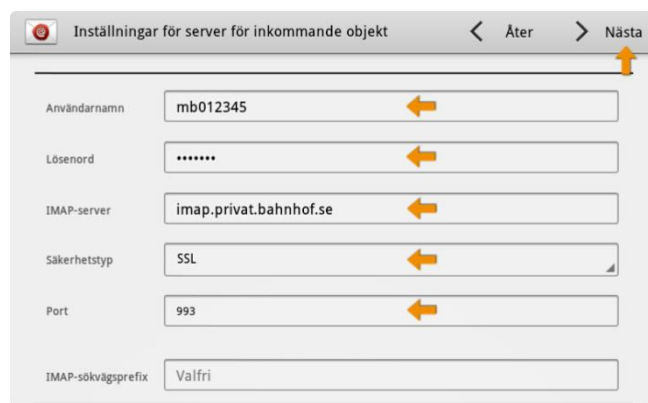 Inställningar för server för inkommande objekt Åter Nästa
Användarnamn mb012345
Lösenord •••••••
IMAP-server imap.privat.bahnhof.se
Säkerhetstyp SSL
Port 993
IMAP-sökvägsprefix Valfri